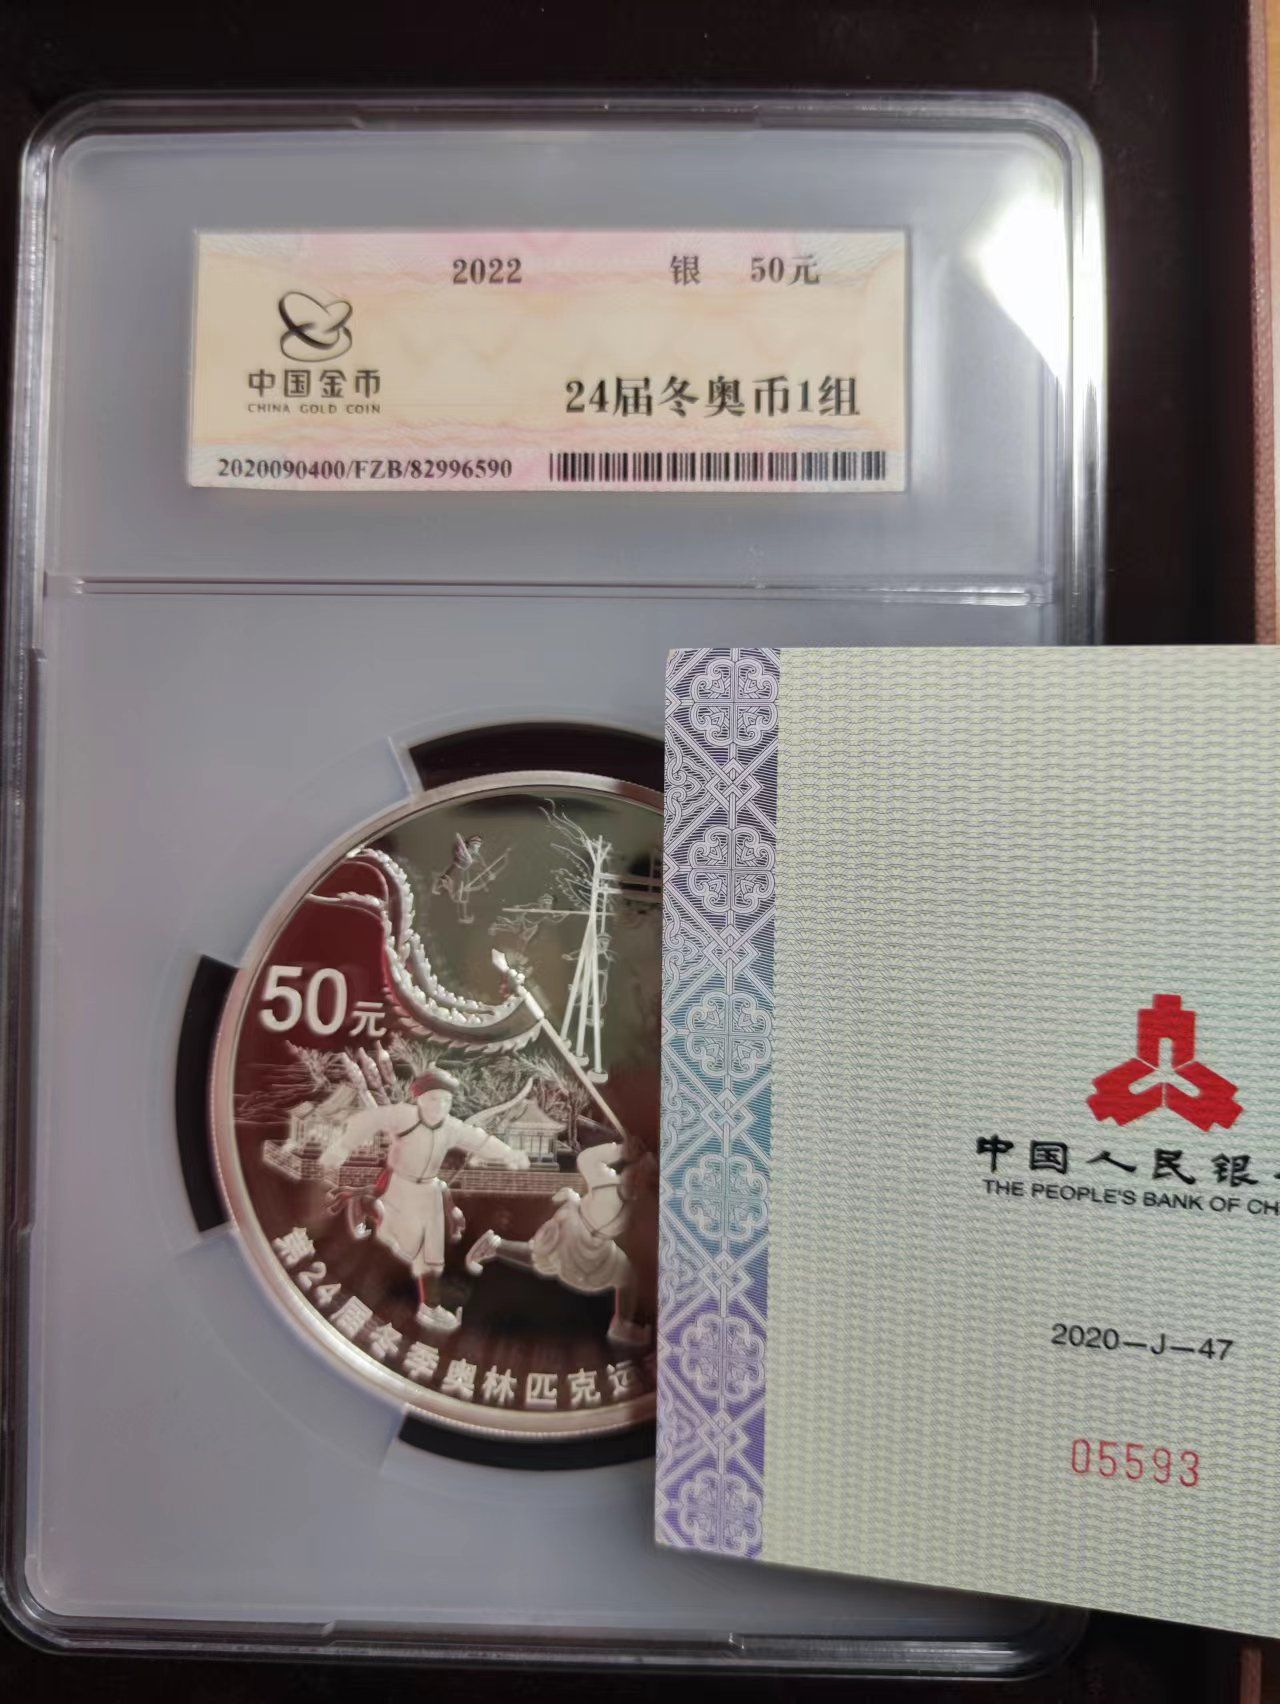 2022 银 50元
中国金币
CHINA GOLD COIN
24届冬奥币1组
2020090400/FZB/82996590
50元
第24届冬季奥林匹克运
中国人民银
THE PEOPLE'S BANK OF CH
2020-J-47
05593